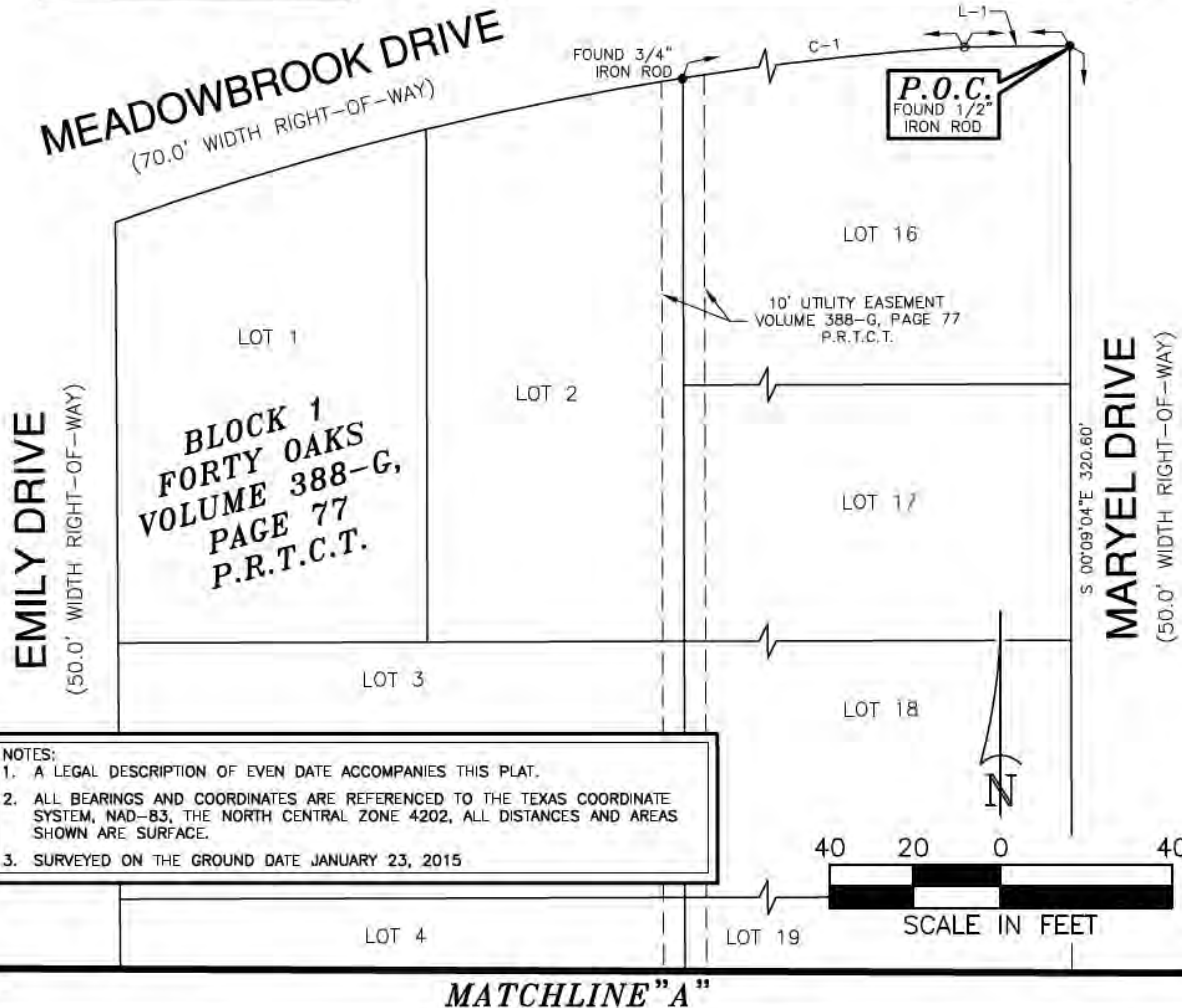 MEADOWBROOK DRIVE
(70.0' WIDTH RIGHT-OF-WAY)
FOUND 3/4"
IRON ROD
C-1
L-1
P.O.C.
FOUND 1/2"
IRON ROD
LOT 16
10' UTILITY EASEMENT
VOLUME 388-G, PAGE 77
P.R.T.C.T.
LOT 1
LOT 2
BLOCK 1
FORTY OAKS
VOLUME 388-G,
PAGE 77
P.R.T.C.T.
EMILY DRIVE
(50.0' WIDTH RIGHT-OF-WAY)
LOT 17
S 00°09'04"E 320.60'
MARYEL DRIVE
(50.0' WIDTH RIGHT-OF-WAY)
LOT 3
LOT 18
N
NOTES:
1. A LEGAL DESCRIPTION OF EVEN DATE ACCOMPANIES THIS PLAT.
2. ALL BEARINGS AND COORDINATES ARE REFERENCED TO THE TEXAS COORDINATE
SYSTEM, NAD-83, THE NORTH CENTRAL ZONE 4202, ALL DISTANCES AND AREAS
SHOWN ARE SURFACE.
3. SURVEYED ON THE GROUND DATE JANUARY 23, 2015
40 20 0 40
SCALE IN FEET
LOT 4
LOT 19
MATCHLINE "A"